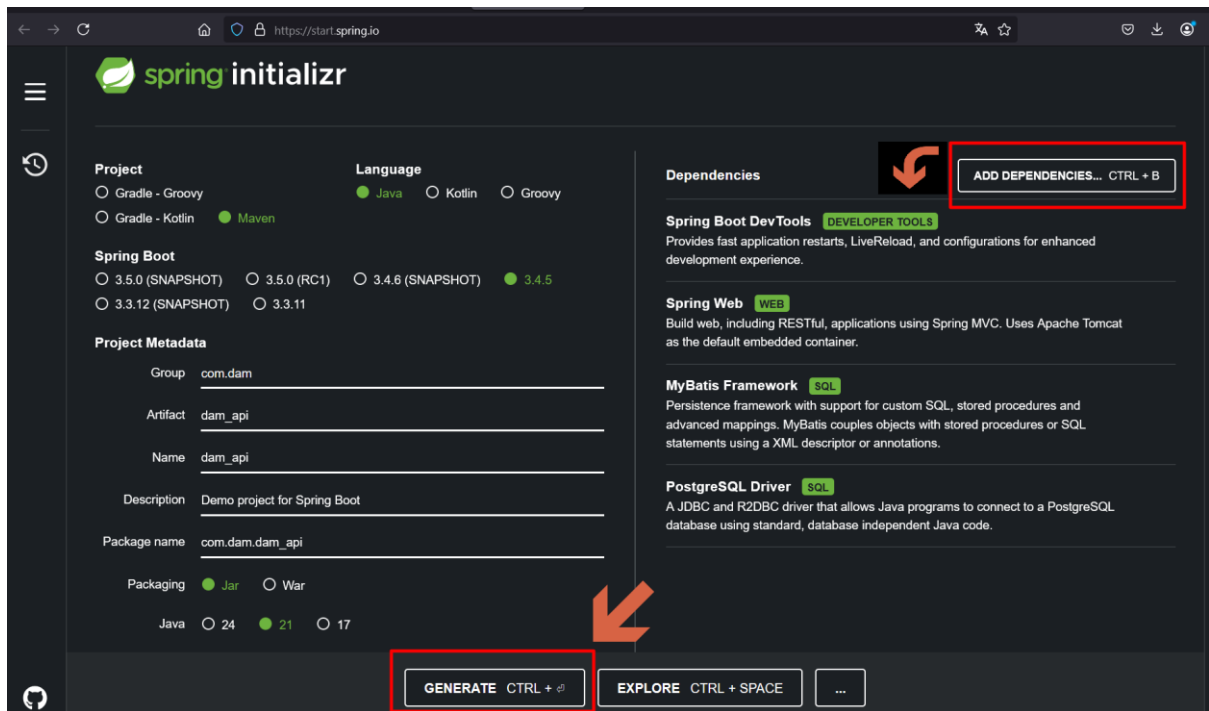 https://start.spring.io
spring initializr
Project
Gradle - Groovy
Gradle - Kotlin Maven
Language
Java Kotlin Groovy
Spring Boot
3.5.0 (SNAPSHOT) 3.5.0 (RC1) 3.4.6 (SNAPSHOT) 3.4.5
3.3.12 (SNAPSHOT) 3.3.11
Project Metadata
Group com.dam
Artifact dam_api
Name dam_api
Description Demo project for Spring Boot
Package name com.dam.dam_api
Packaging Jar War
Java 24 21 17
Dependencies
ADD DEPENDENCIES... CTRL + B
Spring Boot DevTools DEVELOPER TOOLS
Provides fast application restarts, LiveReload, and configurations for enhanced
development experience.
Spring Web WEB
Build web, including RESTful, applications using Spring MVC. Uses Apache Tomcat
as the default embedded container.
MyBatis Framework SQL
Persistence framework with support for custom SQL, stored procedures and
advanced mappings. MyBatis couples objects with stored procedures or SQL
statements using a XML descriptor or annotations.
PostgreSQL Driver SQL
A JDBC and R2DBC driver that allows Java programs to connect to a PostgreSQL
database using standard, database independent Java code.
GENERATE CTRL + ⏎
EXPLORE CTRL + SPACE
...